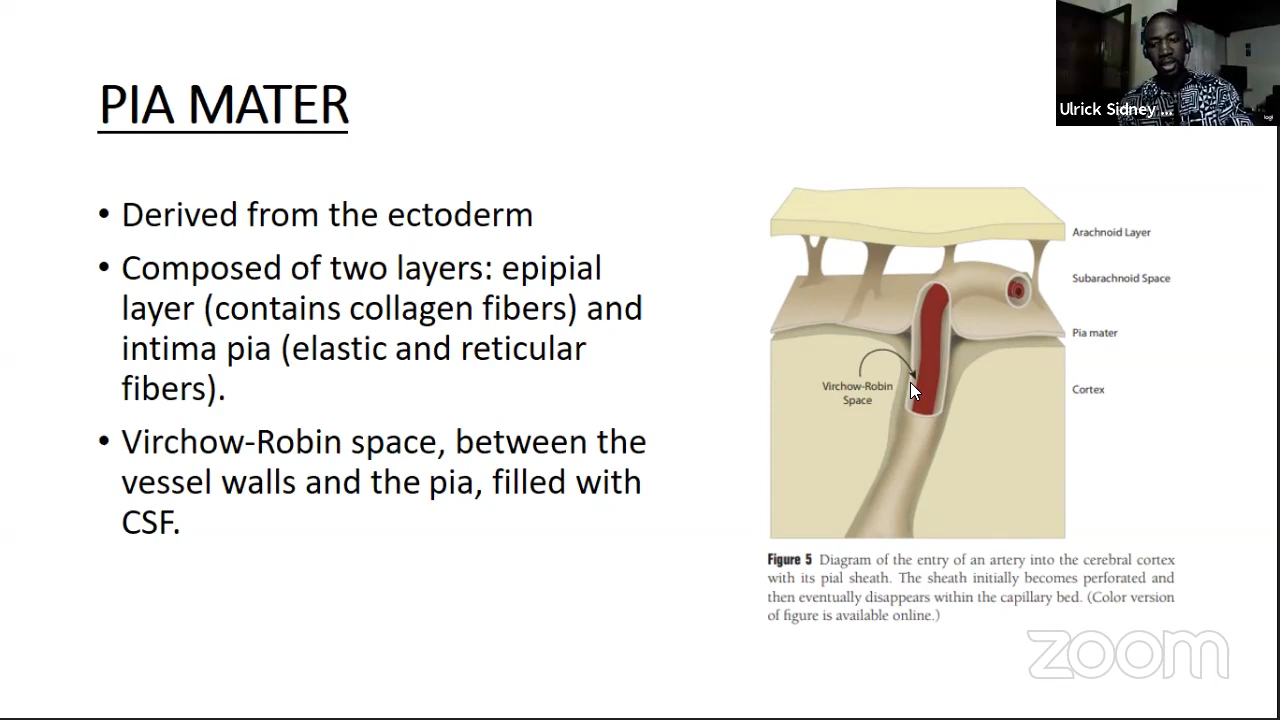 PIA MATER
• Derived from the ectoderm
• Composed of two layers: epipial
layer (contains collagen fibers) and
intima pia (elastic and reticular
fibers).
• Virchow-Robin space, between the
vessel walls and the pia, filled with
CSF.
Ulrick Sidney ...
logi
Arachnoid Layer
Subarachnoid Space
Pia mater
Virchow-Robin
Space
Cortex
Figure 5 Diagram of the entry of an artery into the cerebral cortex
with its pial sheath. The sheath initially becomes perforated and
then eventually disappears within the capillary bed. (Color version
of figure is available online.)
zoom